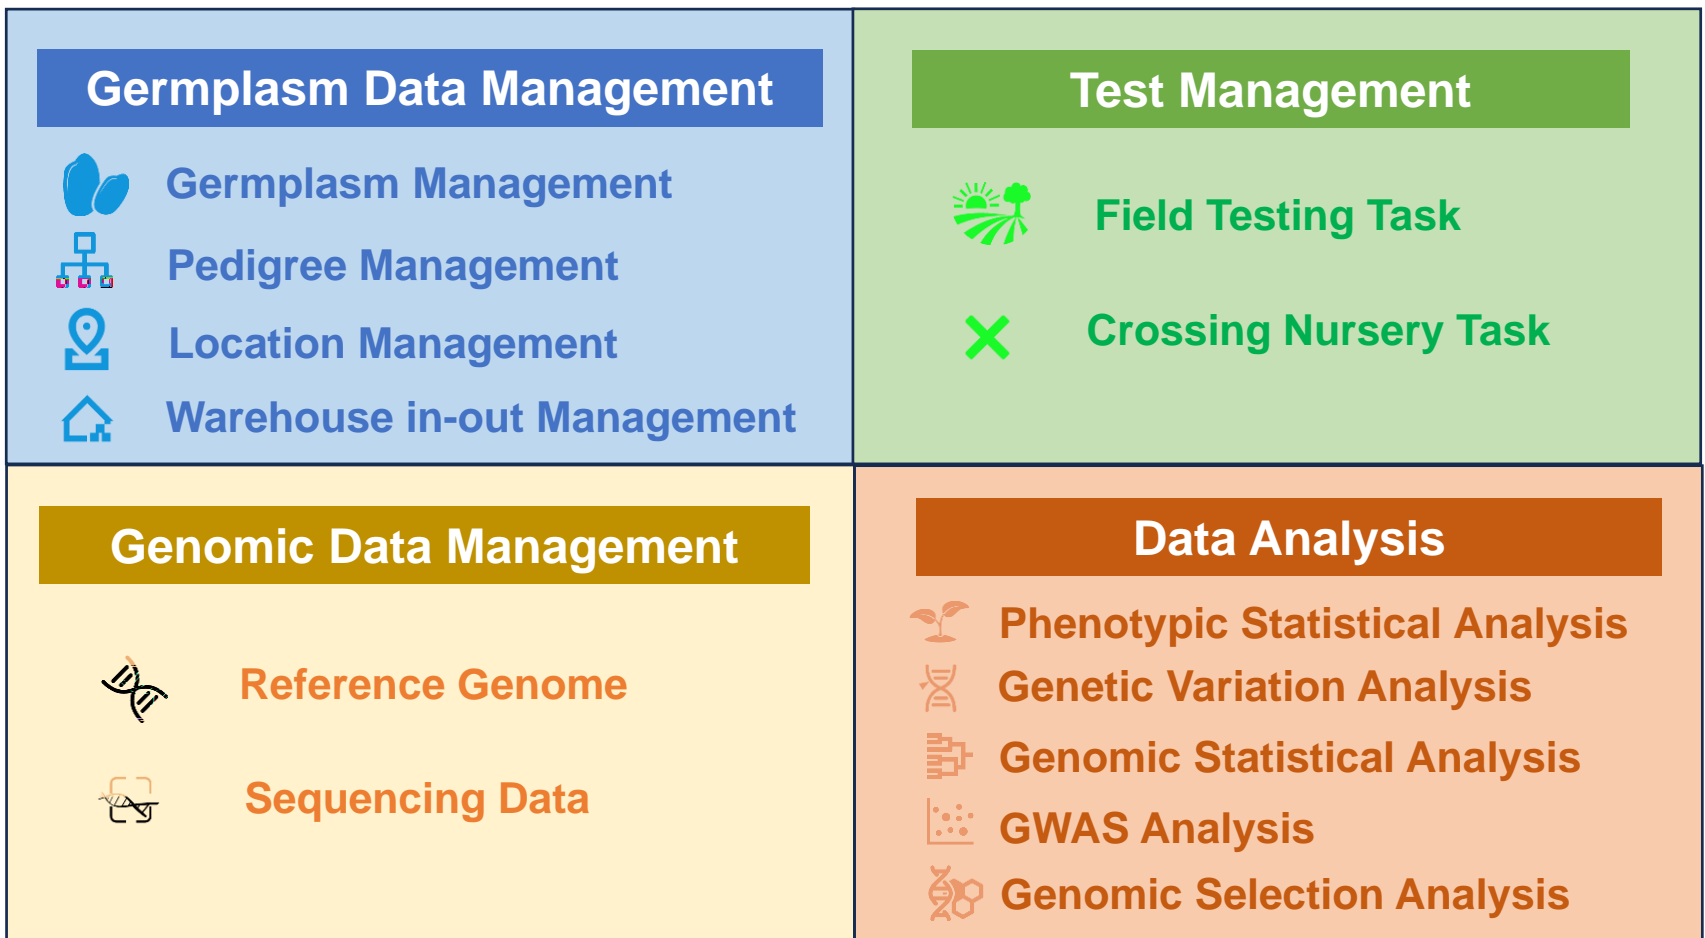 Germplasm Data Management
Germplasm Management
Pedigree Management
Location Management
Warehouse in-out Management
Test Management
Field Testing Task
Crossing Nursery Task
Genomic Data Management
Reference Genome
Sequencing Data
Data Analysis
Phenotypic Statistical Analysis
Genetic Variation Analysis
Genomic Statistical Analysis
GWAS Analysis
Genomic Selection Analysis